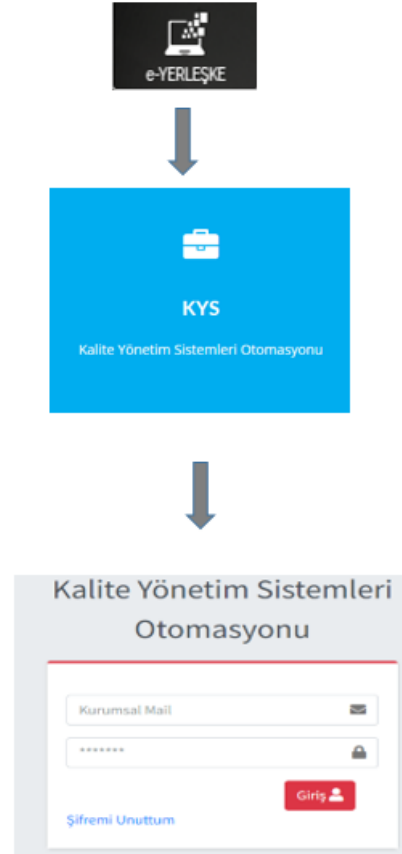 e-YERLEŞKE
KYS
Kalite Yönetim Sistemleri Otomasyonu
Kalite Yönetim Sistemleri
Otomasyonu
Kurumsal Mail
*******
Giriş
Şifremi Unuttum